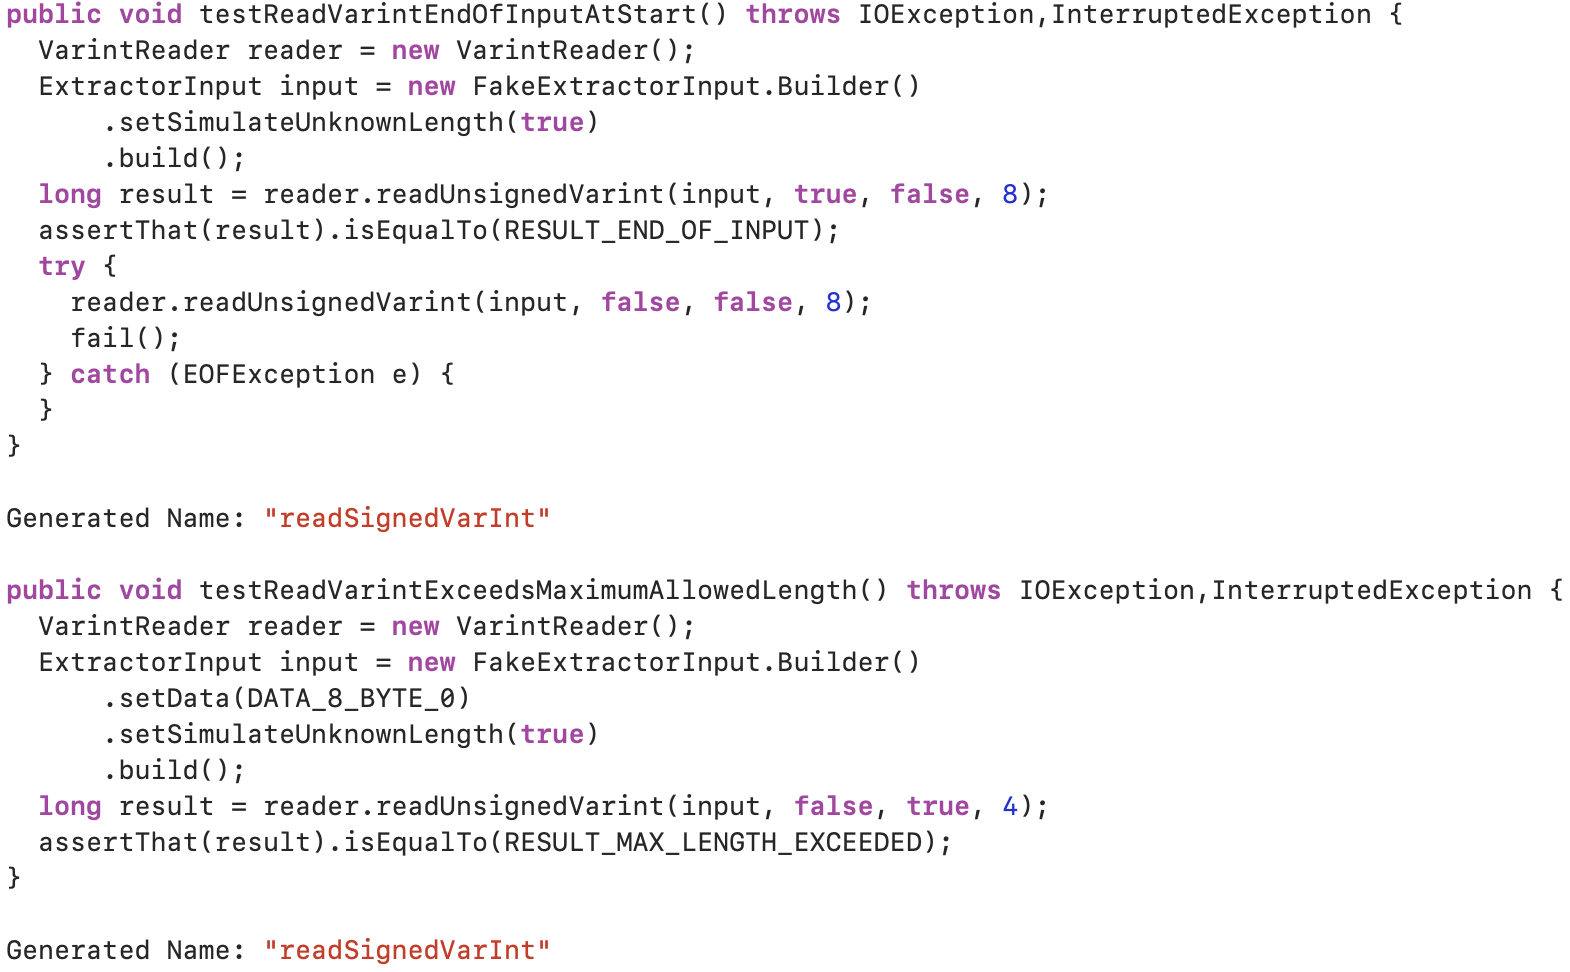 public void testReadVarintEndOfInputAtStart() throws IOException,InterruptedException {
  VarintReader reader = new VarintReader();
  ExtractorInput input = new FakeExtractorInput.Builder()
      .setSimulateUnknownLength(true)
      .build();
  long result = reader.readUnsignedVarint(input, true, false, 8);
  assertThat(result).isEqualTo(RESULT_END_OF_INPUT);
  try {
    reader.readUnsignedVarint(input, false, false, 8);
    fail();
  } catch (EOFException e) {
  }
}

Generated Name: "readSignedVarInt"

public void testReadVarintExceedsMaximumAllowedLength() throws IOException,InterruptedException {
  VarintReader reader = new VarintReader();
  ExtractorInput input = new FakeExtractorInput.Builder()
      .setData(DATA_8_BYTE_0)
      .setSimulateUnknownLength(true)
      .build();
  long result = reader.readUnsignedVarint(input, false, true, 4);
  assertThat(result).isEqualTo(RESULT_MAX_LENGTH_EXCEEDED);
}

Generated Name: "readSignedVarInt"